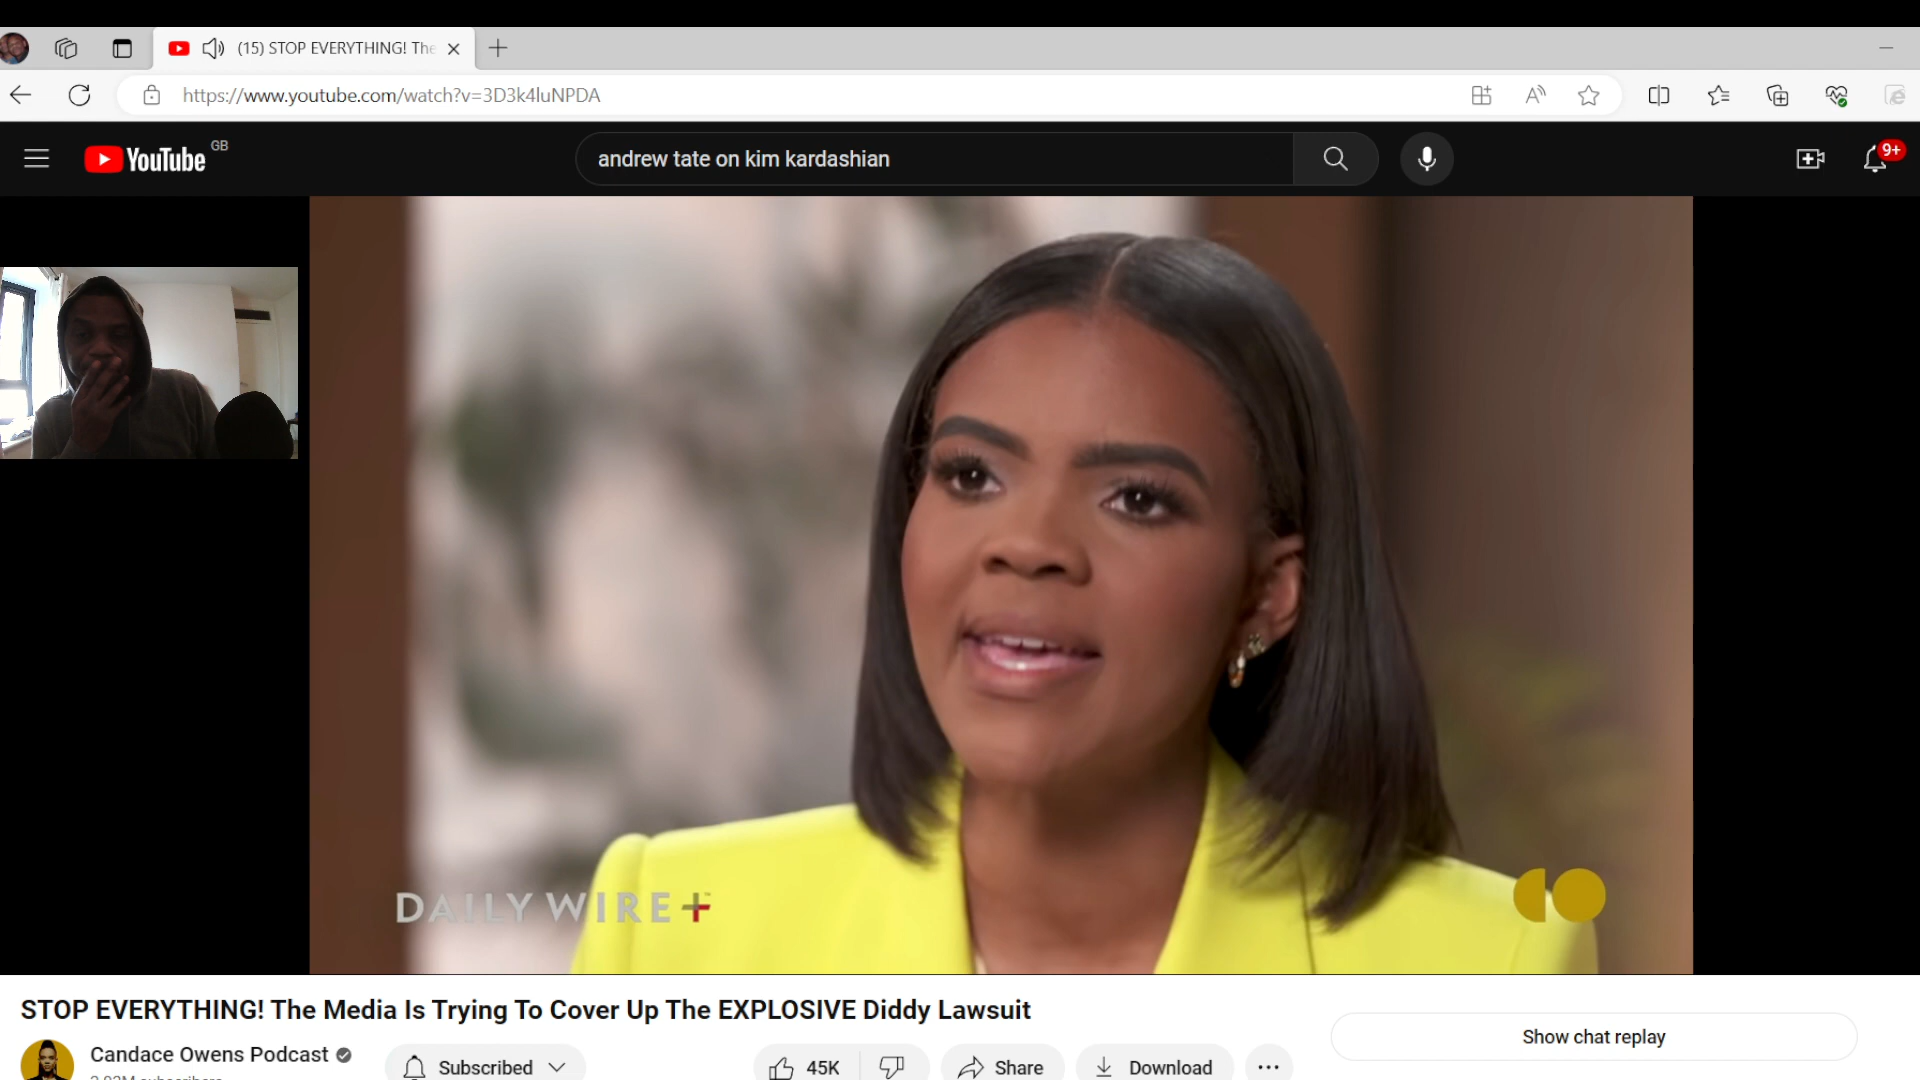 (15) STOP EVERYTHING! The
https://www.youtube.com/watch?v=3D3k4luNPDA
YouTube GB
andrew tate on kim kardashian
9+
DAILY WIRE+
STOP EVERYTHING! The Media Is Trying To Cover Up The EXPLOSIVE Diddy Lawsuit
Show chat replay
Candace Owens Podcast
Subscribed
45K
Share
Download